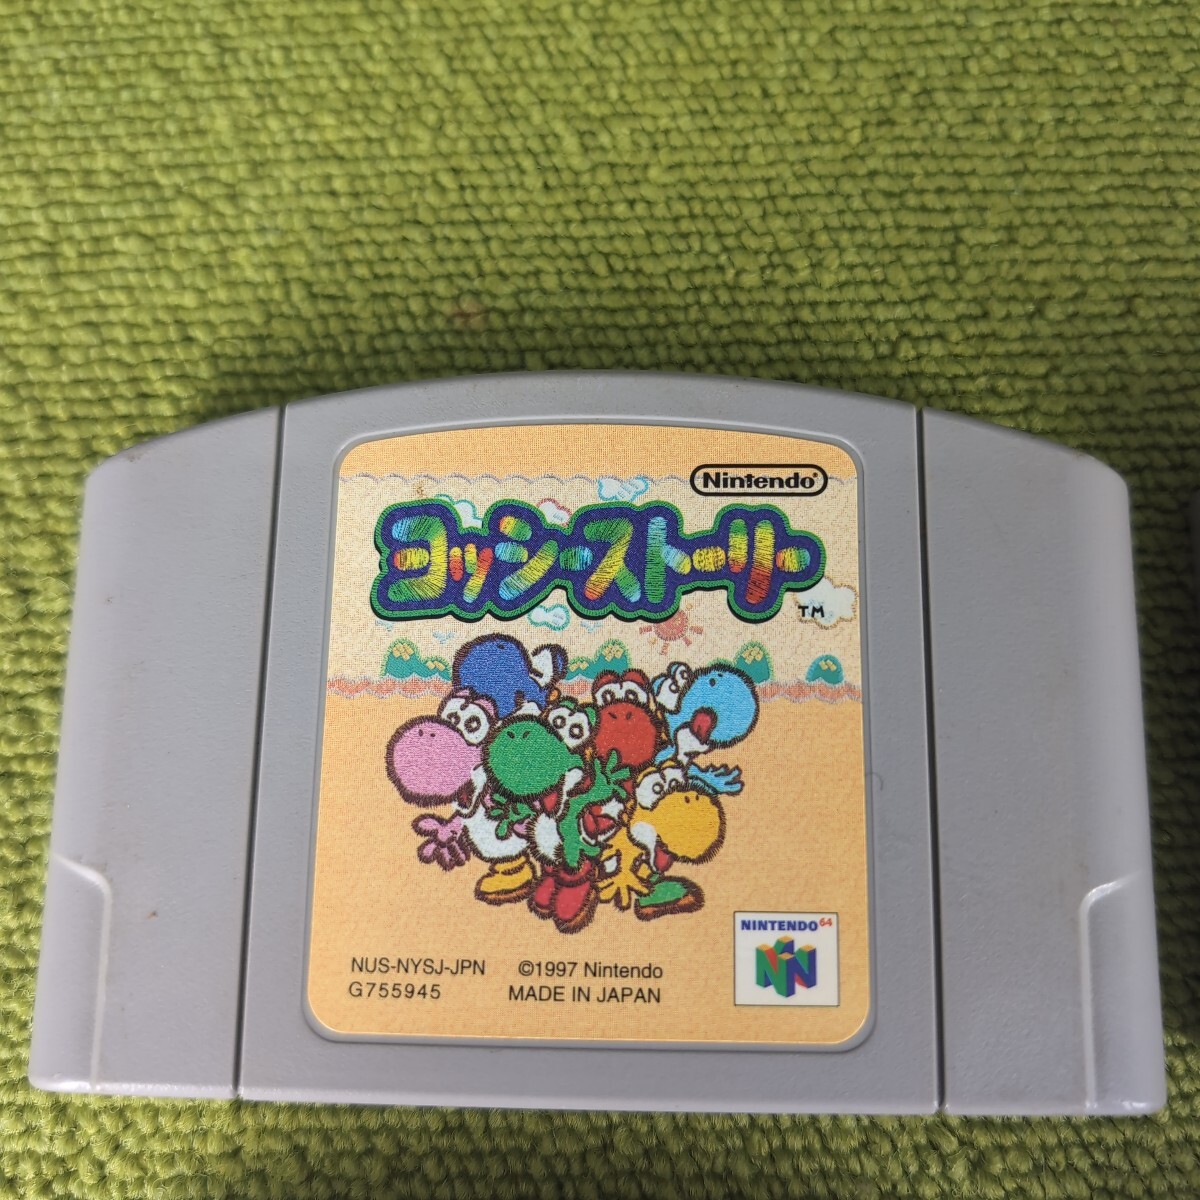 Nintendo®
ヨッシーストーリー
TM
NINTENDO64
NUS-NYSJ-JPN ©1997 Nintendo
G755945 MADE IN JAPAN